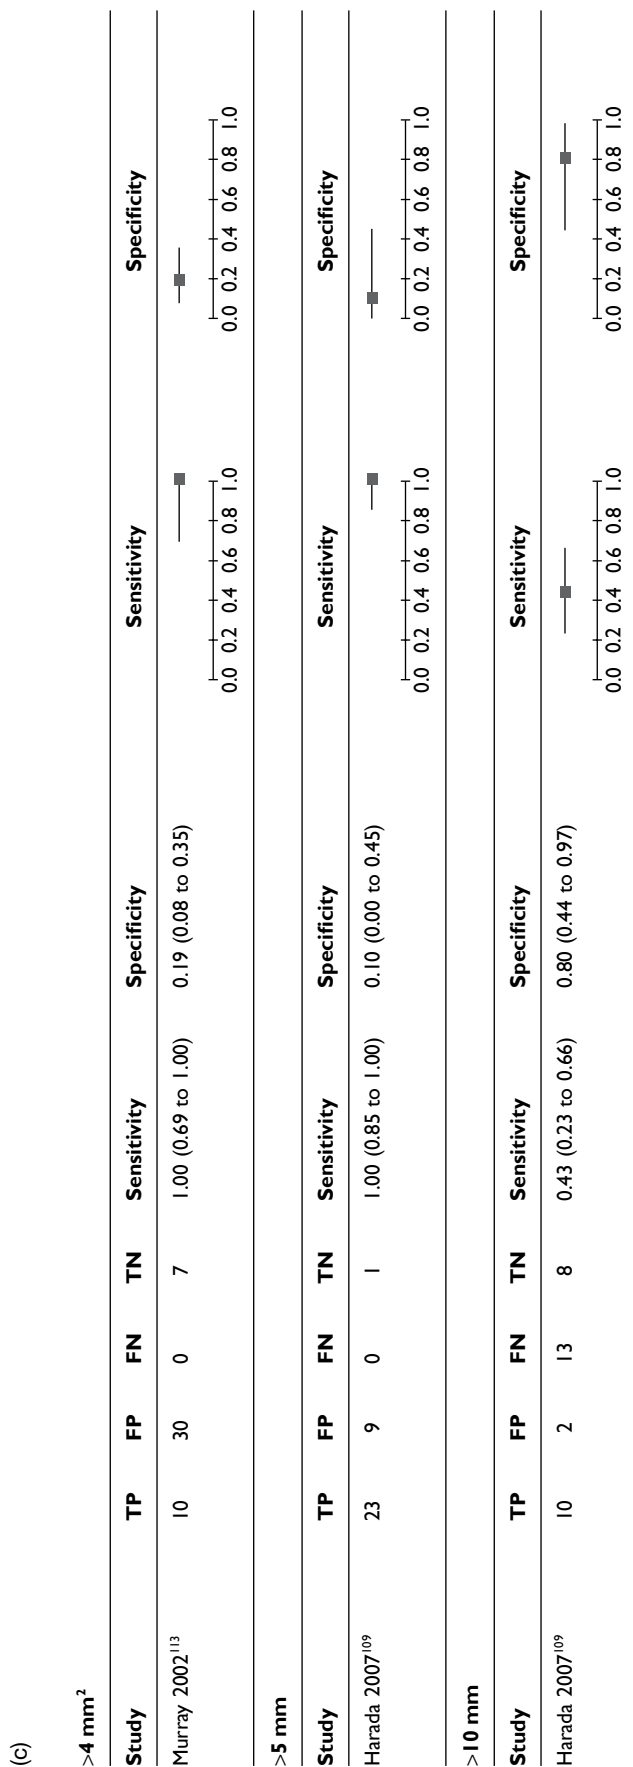 (c)
>4 mm²
Study TP FP FN TN Sensitivity Specificity Sensitivity Specificity
Murray 2002¹¹³ 10 30 0 7 1.00 (0.69 to 1.00) 0.19 (0.08 to 0.35)
0.0 0.2 0.4 0.6 0.8 1.0 0.0 0.2 0.4 0.6 0.8 1.0
>5 mm
Study TP FP FN TN Sensitivity Specificity Sensitivity Specificity
Harada 2007¹⁰⁹ 23 9 0 1 1.00 (0.85 to 1.00) 0.10 (0.00 to 0.45)
0.0 0.2 0.4 0.6 0.8 1.0 0.0 0.2 0.4 0.6 0.8 1.0
>10 mm
Study TP FP FN TN Sensitivity Specificity Sensitivity Specificity
Harada 2007¹⁰⁹ 10 2 13 8 0.43 (0.23 to 0.66) 0.80 (0.44 to 0.97)
0.0 0.2 0.4 0.6 0.8 1.0 0.0 0.2 0.4 0.6 0.8 1.0